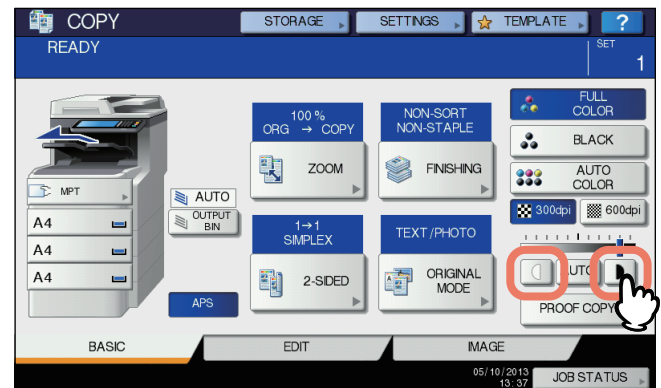 COPY
STORAGE
SETTINGS
TEMPLATE
?
READY
SET
1
100 %
ORG → COPY
ZOOM
NON-SORT
NON-STAPLE
FINISHING
FULL
COLOR
BLACK
AUTO
COLOR
300dpi
600dpi
MPT
A4
A4
A4
AUTO
OUTPUT
BIN
APS
1→1
SIMPLEX
2-SIDED
TEXT/PHOTO
ORIGINAL
MODE
AUTO
PROOF COPY
BASIC
EDIT
IMAGE
05/10/2013
13:37
JOB STATUS